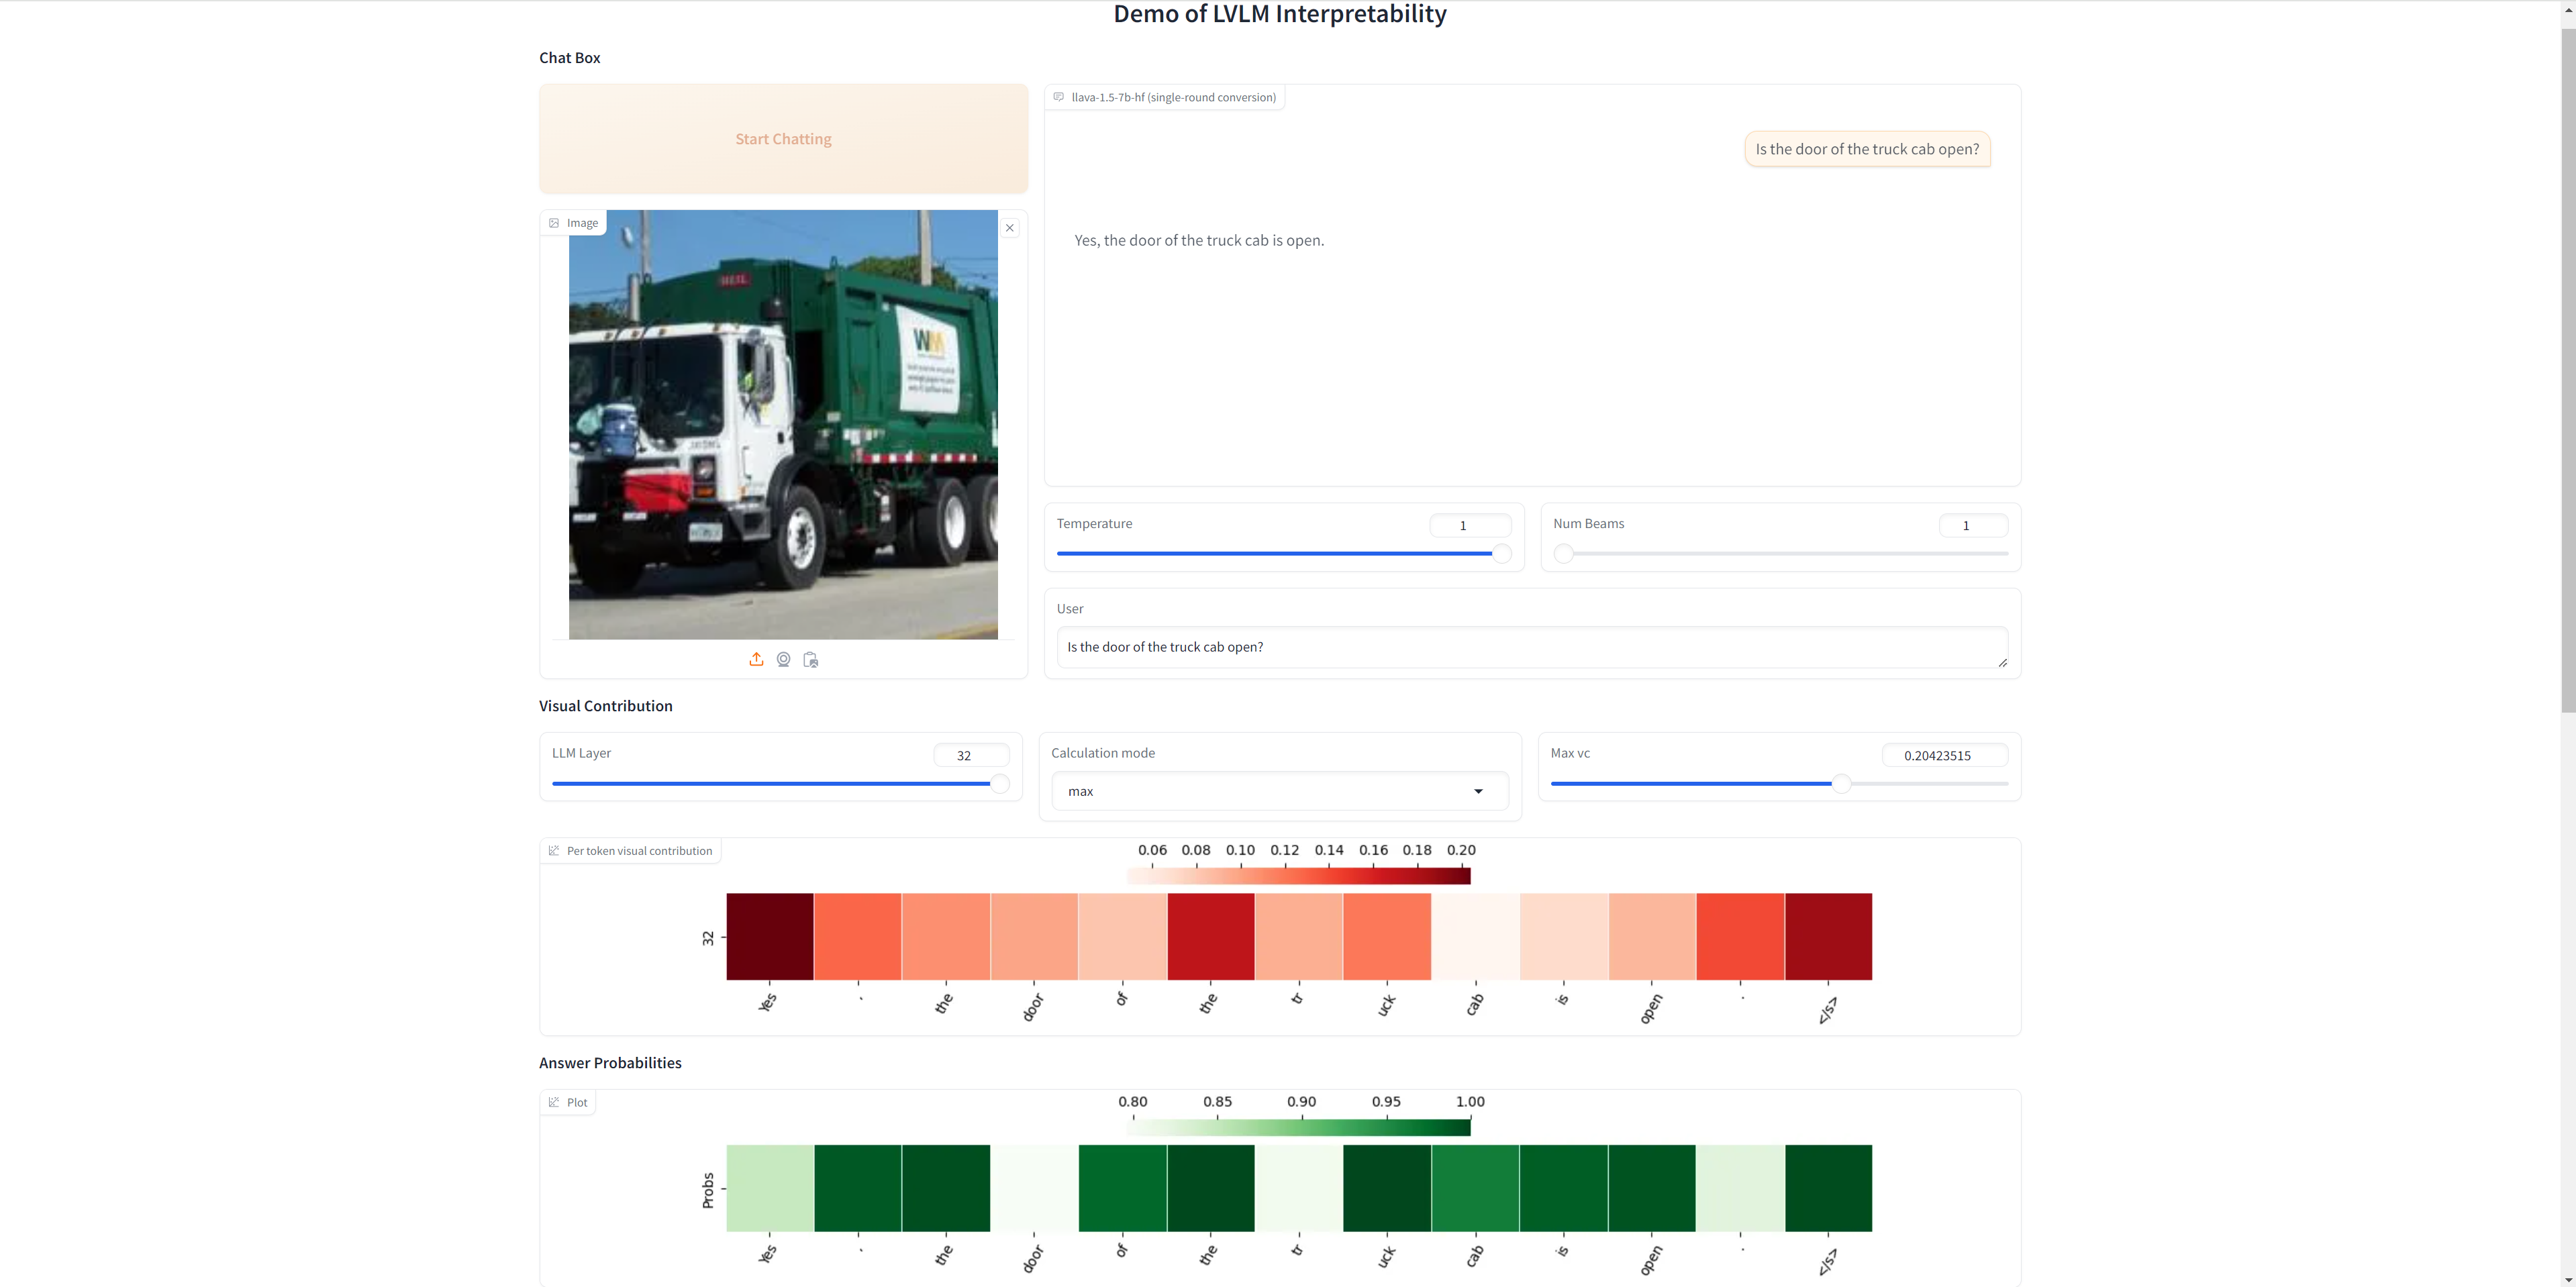 Demo of LVLM Interpretability
Chat Box
Start Chatting
llava-1.5-7b-hf (single-round conversion)
Is the door of the truck cab open?
Yes, the door of the truck cab is open.
Image
HEIL
WM
Temperature
1
Num Beams
1
User
Is the door of the truck cab open?
Visual Contribution
LLM Layer
32
Calculation mode
max
Max vc
0.20423515
Per token visual contribution
0.06 0.08 0.10 0.12 0.14 0.16 0.18 0.20
32
Yes , the door of the tr uck cab is open . </s>
Answer Probabilities
Plot
0.80 0.85 0.90 0.95 1.00
Probs
Yes , the door of the tr uck cab is open . </s>